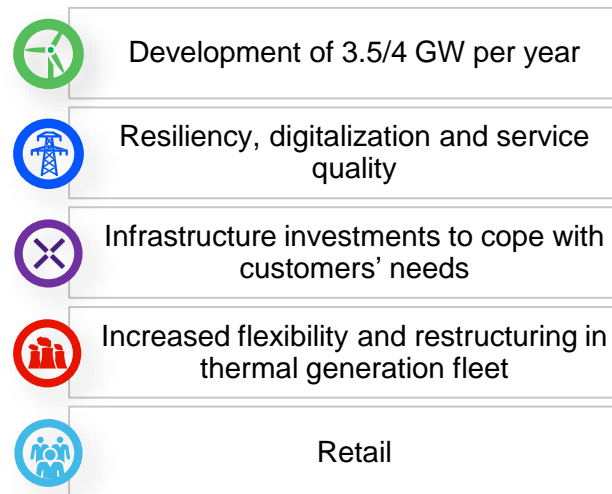 Development of 3.5/4 GW per year
Resiliency, digitalization and service
quality
Infrastructure investments to cope with
customers’ needs
Increased flexibility and restructuring in
thermal generation fleet
Retail